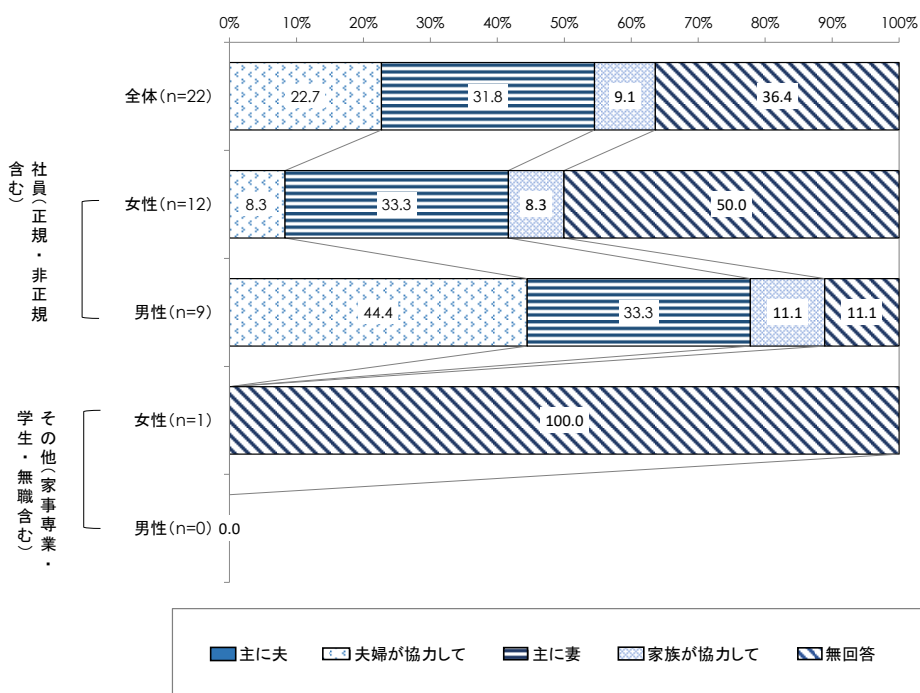 0% 10% 20% 30% 40% 50% 60% 70% 80% 90% 100%
全体(n=22) 22.7 31.8 9.1 36.4
社員(正規・非正規
含む)
女性(n=12) 8.3 33.3 8.3 50.0
男性(n=9) 44.4 33.3 11.1 11.1
その他(家事専業・
学生・無職含む)
女性(n=1) 100.0
男性(n=0) 0.0
主に夫 夫婦が協力して 主に妻 家族が協力して 無回答